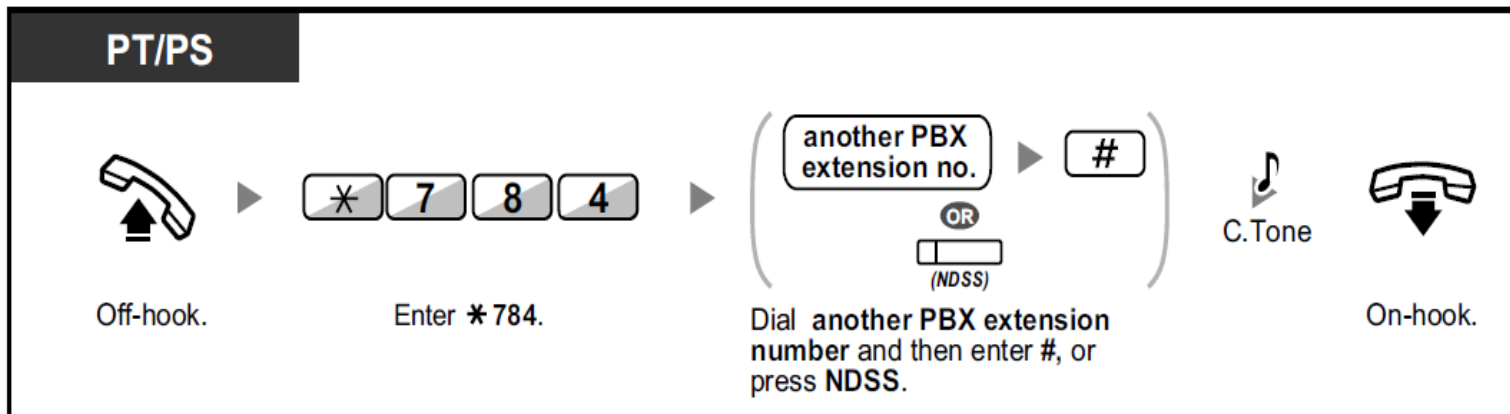 PT/PS
another PBX
extension no.
#
OR
(NDSS)
✻ 7 8 4
C.Tone
Off-hook.
Enter ✻ 784.
Dial another PBX extension
number and then enter #, or
press NDSS.
On-hook.